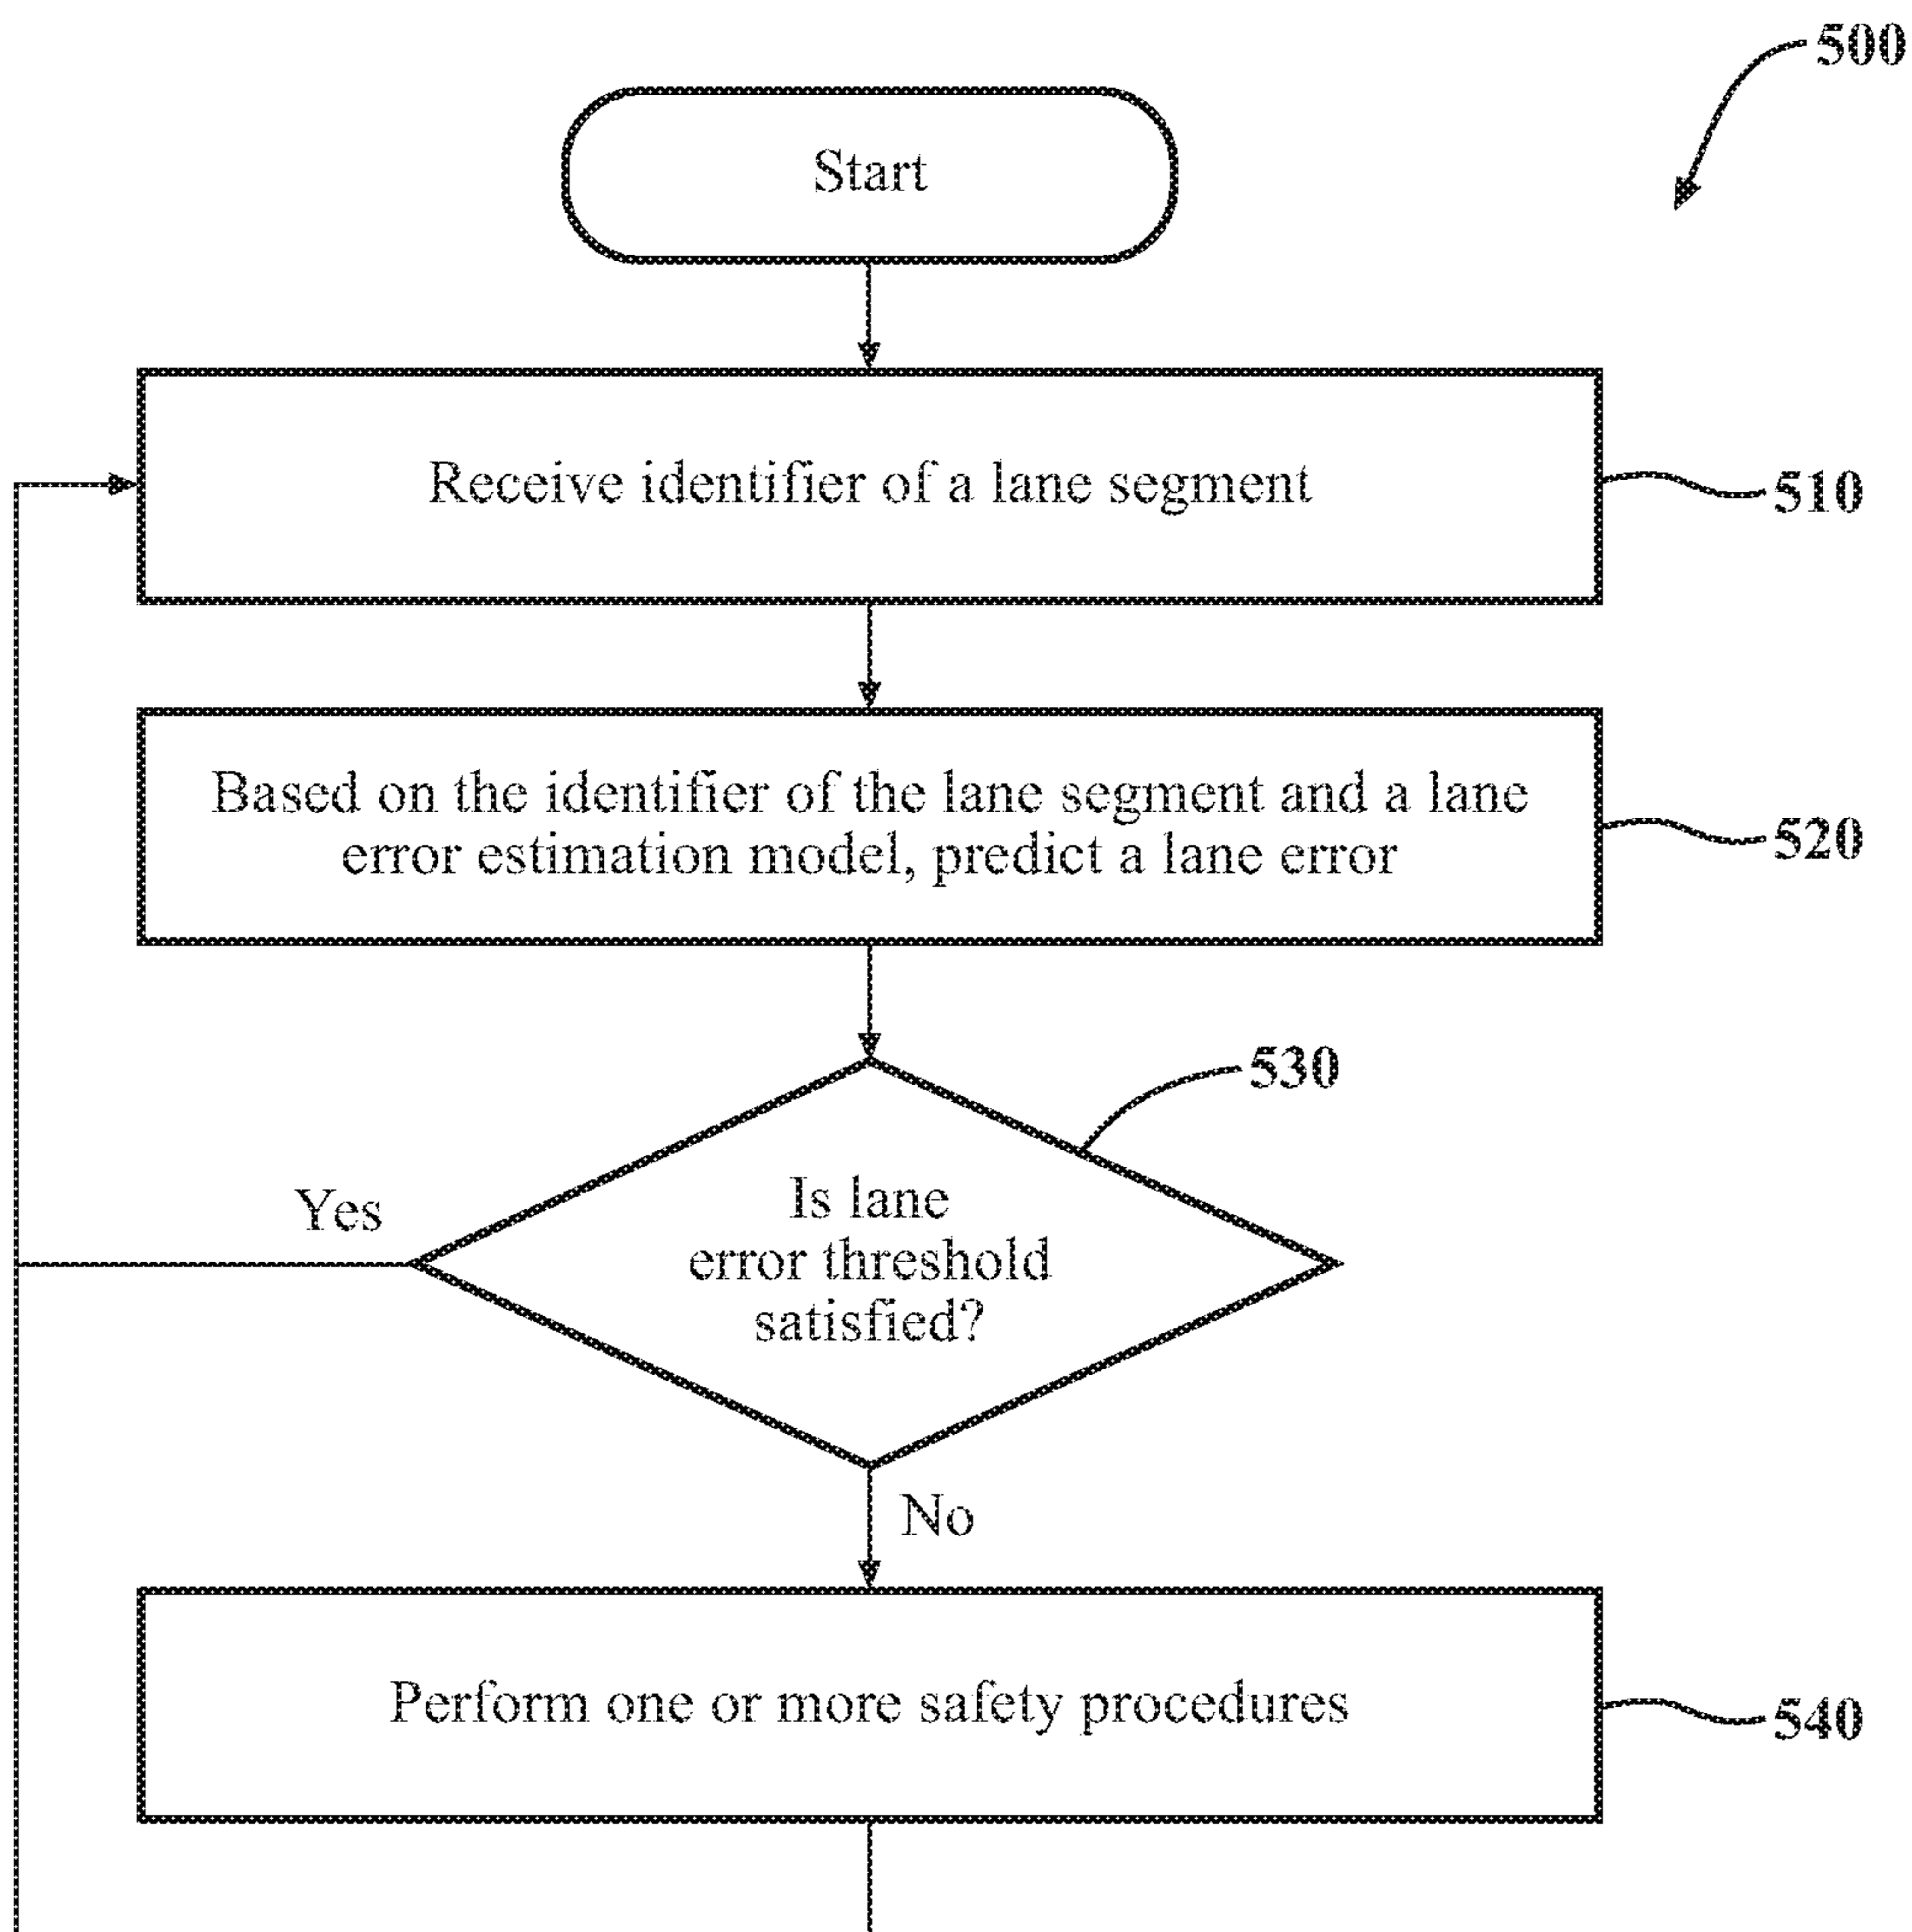 500
Start
Receive identifier of a lane segment
510
Based on the identifier of the lane segment and a lane
error estimation model, predict a lane error
520
530
Is lane
error threshold
satisfied?
Yes
No
Perform one or more safety procedures
540